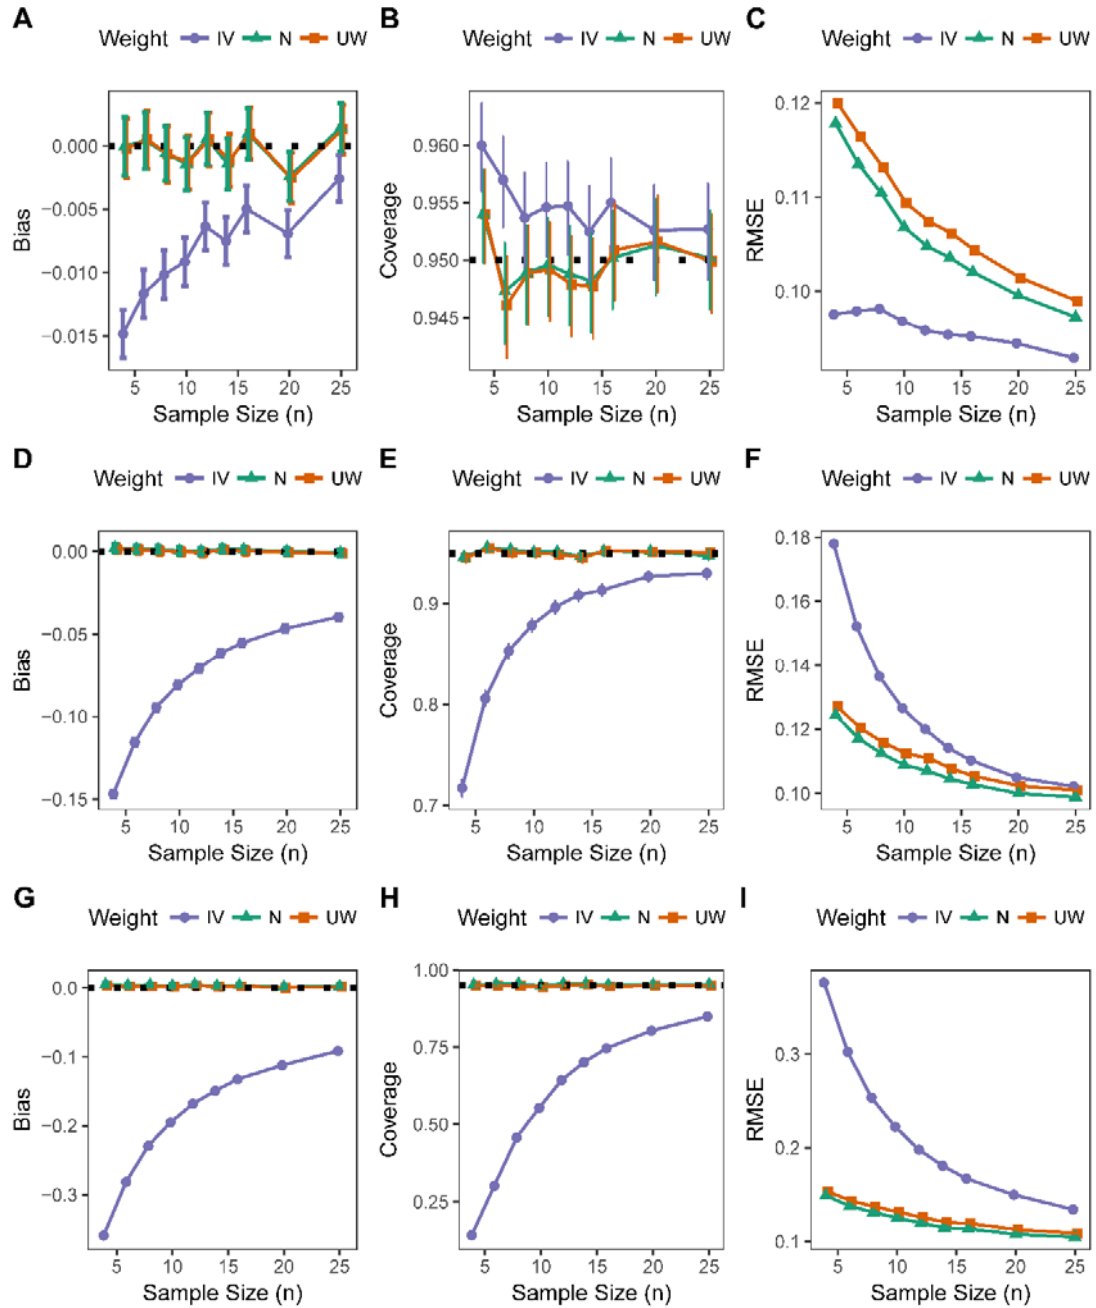 A B C
Weight IV N UW Weight IV N UW Weight IV N UW
0.000
−0.005
−0.010
−0.015
Bias
5 10 15 20 25
Sample Size (n)
0.960
0.955
0.950
0.945
Coverage
5 10 15 20 25
Sample Size (n)
0.12
0.11
0.10
RMSE
5 10 15 20 25
Sample Size (n)
D E F
Weight IV N UW Weight IV N UW Weight IV N UW
0.00
−0.05
−0.10
−0.15
Bias
5 10 15 20 25
Sample Size (n)
0.9
0.8
0.7
Coverage
5 10 15 20 25
Sample Size (n)
0.18
0.16
0.14
0.12
0.10
RMSE
5 10 15 20 25
Sample Size (n)
G H I
Weight IV N UW Weight IV N UW Weight IV N UW
0.0
−0.1
−0.2
−0.3
Bias
5 10 15 20 25
Sample Size (n)
1.00
0.75
0.50
0.25
Coverage
5 10 15 20 25
Sample Size (n)
0.3
0.2
0.1
RMSE
5 10 15 20 25
Sample Size (n)